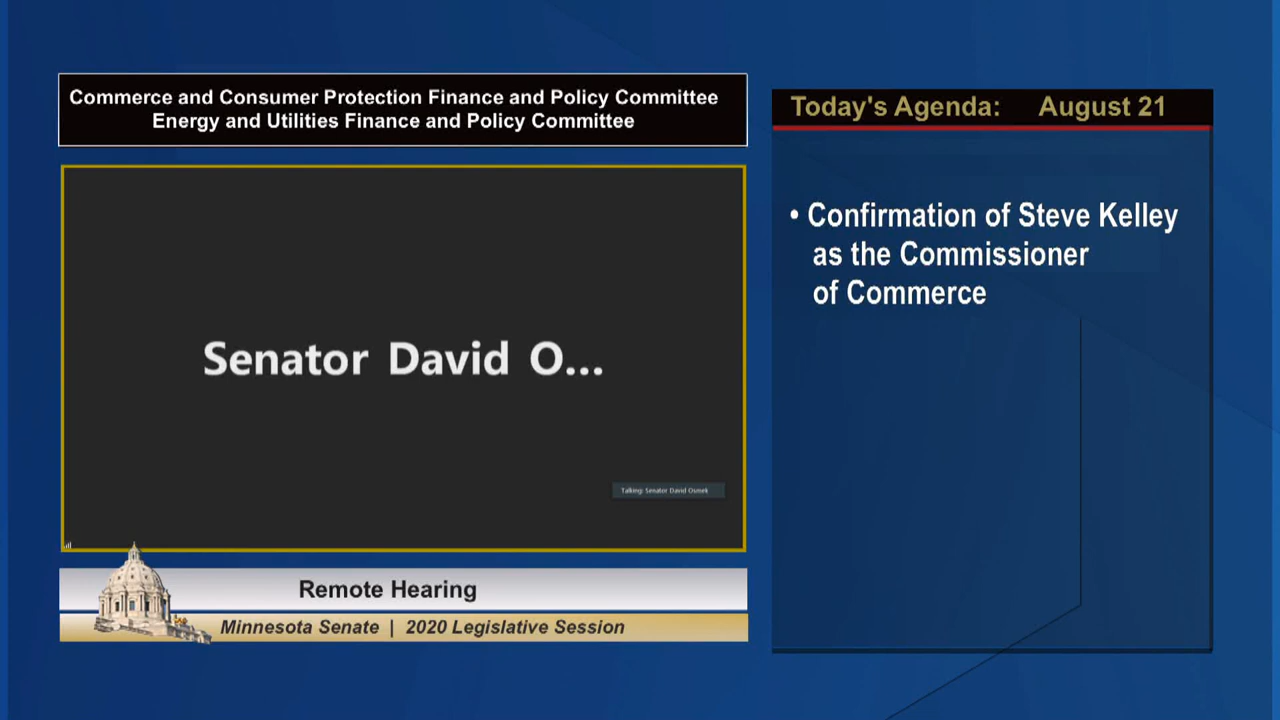 Commerce and Consumer Protection Finance and Policy Committee
Energy and Utilities Finance and Policy Committee
Today's Agenda: August 21
• Confirmation of Steve Kelley
as the Commissioner
of Commerce
Senator David O...
Talking: Senator David Osmek
Remote Hearing
Minnesota Senate | 2020 Legislative Session